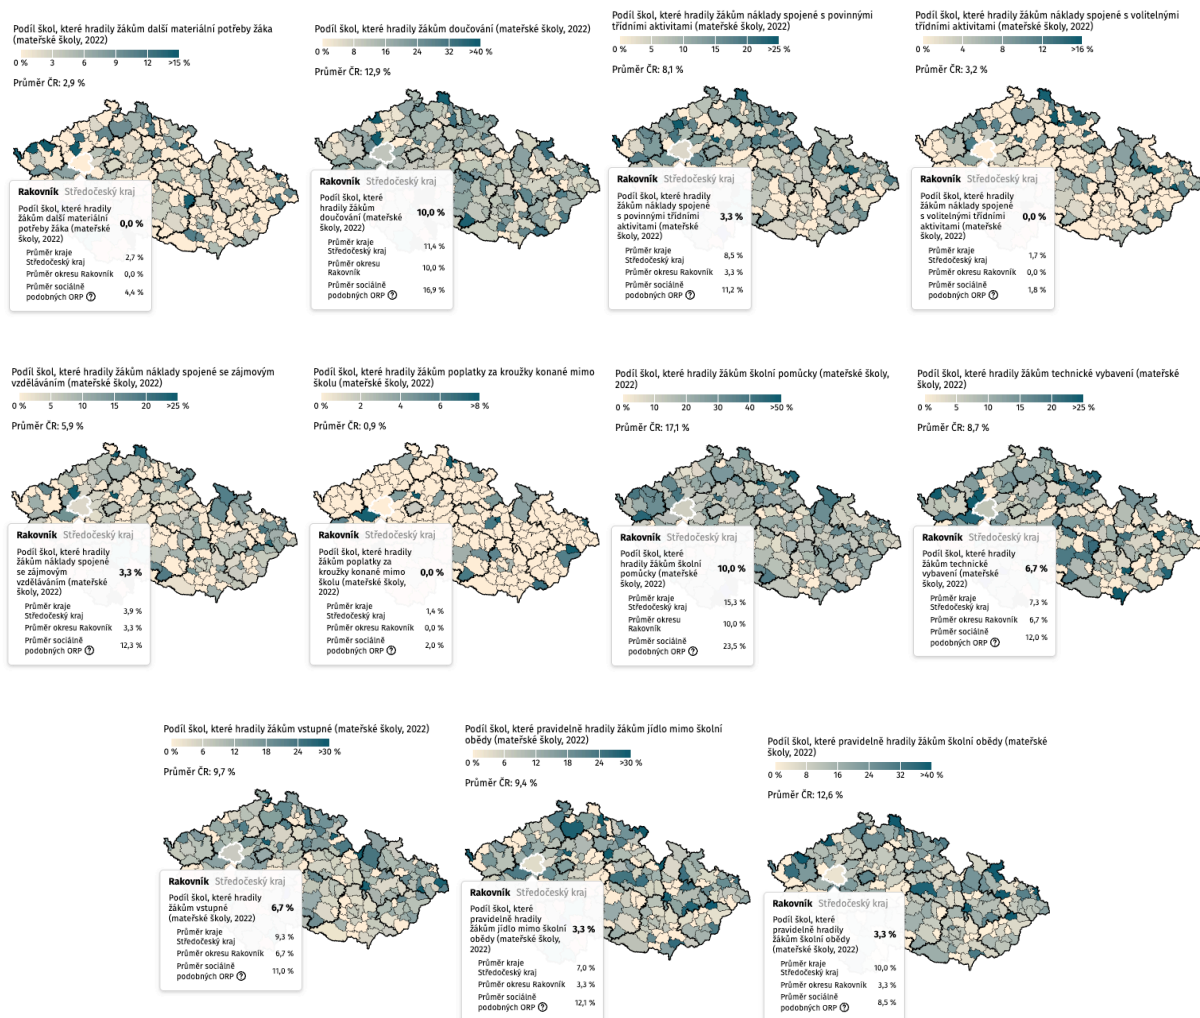 Podíl škol, které hradily žákům další materiální potřeby žáka
(mateřské školy, 2022)
0 % 3 6 9 12 >15 %
Průměr ČR: 2,9 %
Rakovník Středočeský kraj
Podíl škol, které hradily
žákům další materiální
potřeby žáka (mateřské
školy, 2022)
0,0 %
Průměr kraje
Středočeský kraj
2,7 %
Průměr okresu Rakovník 0,0 %
Průměr sociálně
podobných ORP ?
4,4 %
Podíl škol, které hradily žákům doučování (mateřské školy, 2022)
0 % 8 16 24 32 >40 %
Průměr ČR: 12,9 %
Rakovník Středočeský kraj
Podíl škol, které
hradily žákům
doučování (mateřské
školy, 2022)
10,0 %
Průměr kraje
Středočeský kraj
11,4 %
Průměr okresu
Rakovník
10,0 %
Průměr sociálně
podobných ORP ?
16,9 %
Podíl škol, které hradily žákům náklady spojené s povinnými
třídními aktivitami (mateřské školy, 2022)
0 % 5 10 15 20 >25 %
Průměr ČR: 8,1 %
Rakovník Středočeský kraj
Podíl škol, které hradily
žákům náklady spojené
s povinnými třídními
aktivitami (mateřské
školy, 2022)
3,3 %
Průměr kraje
Středočeský kraj
8,5 %
Průměr okresu Rakovník 3,3 %
Průměr sociálně
podobných ORP ?
11,2 %
Podíl škol, které hradily žákům náklady spojené s volitelnými
třídními aktivitami (mateřské školy, 2022)
0 % 4 8 12 >16 %
Průměr ČR: 3,2 %
Rakovník Středočeský kraj
Podíl škol, které hradily
žákům náklady spojené
s volitelnými třídními
aktivitami (mateřské
školy, 2022)
0,0 %
Průměr kraje
Středočeský kraj
1,7 %
Průměr okresu Rakovník 0,0 %
Průměr sociálně
podobných ORP ?
1,8 %
Podíl škol, které hradily žákům náklady spojené se zájmovým
vzděláváním (mateřské školy, 2022)
0 % 5 10 15 20 >25 %
Průměr ČR: 5,9 %
Rakovník Středočeský kraj
Podíl škol, které hradily
žákům náklady spojené
se zájmovým
vzděláváním (mateřské
školy, 2022)
3,3 %
Průměr kraje
Středočeský kraj
3,9 %
Průměr okresu Rakovník 3,3 %
Průměr sociálně
podobných ORP ?
12,3 %
Podíl škol, které hradily žákům poplatky za kroužky konané mimo
školu (mateřské školy, 2022)
0 % 2 4 6 >8 %
Průměr ČR: 0,9 %
Rakovník Středočeský kraj
Podíl škol, které hradily
žákům poplatky za
kroužky konané mimo
školu (mateřské školy,
2022)
0,0 %
Průměr kraje
Středočeský kraj
1,4 %
Průměr okresu Rakovník 0,0 %
Průměr sociálně
podobných ORP ?
2,0 %
Podíl škol, které hradily žákům školní pomůcky (mateřské školy,
2022)
0 % 10 20 30 40 >50 %
Průměr ČR: 17,1 %
Rakovník Středočeský kraj
Podíl škol, které
hradily žákům školní
pomůcky (mateřské
školy, 2022)
10,0 %
Průměr kraje
Středočeský kraj
15,3 %
Průměr okresu
Rakovník
10,0 %
Průměr sociálně
podobných ORP ?
23,5 %
Podíl škol, které hradily žákům technické vybavení (mateřské
školy, 2022)
0 % 5 10 15 20 >25 %
Průměr ČR: 8,7 %
Rakovník Středočeský kraj
Podíl škol, které hradily
žákům technické
vybavení (mateřské
školy, 2022)
6,7 %
Průměr kraje
Středočeský kraj
7,3 %
Průměr okresu Rakovník 6,7 %
Průměr sociálně
podobných ORP ?
12,0 %
Podíl škol, které hradily žákům vstupné (mateřské školy, 2022)
0 % 6 12 18 24 >30 %
Průměr ČR: 9,7 %
Rakovník Středočeský kraj
Podíl škol, které hradily
žákům vstupné
(mateřské školy, 2022)
6,7 %
Průměr kraje
Středočeský kraj
9,3 %
Průměr okresu Rakovník 6,7 %
Průměr sociálně
podobných ORP ?
11,0 %
Podíl škol, které pravidelně hradily žákům jídlo mimo školní
obědy (mateřské školy, 2022)
0 % 6 12 18 24 >30 %
Průměr ČR: 9,4 %
Rakovník Středočeský kraj
Podíl škol, které
pravidelně hradily
žákům jídlo mimo školní
obědy (mateřské školy,
2022)
3,3 %
Průměr kraje
Středočeský kraj
7,0 %
Průměr okresu Rakovník 3,3 %
Průměr sociálně
podobných ORP ?
12,1 %
Podíl škol, které pravidelně hradily žákům školní obědy (mateřské
školy, 2022)
0 % 8 16 24 32 >40 %
Průměr ČR: 12,6 %
Rakovník Středočeský kraj
Podíl škol, které
pravidelně hradily
žákům školní obědy
(mateřské školy, 2022)
3,3 %
Průměr kraje
Středočeský kraj
10,0 %
Průměr okresu Rakovník 3,3 %
Průměr sociálně
podobných ORP ?
8,5 %